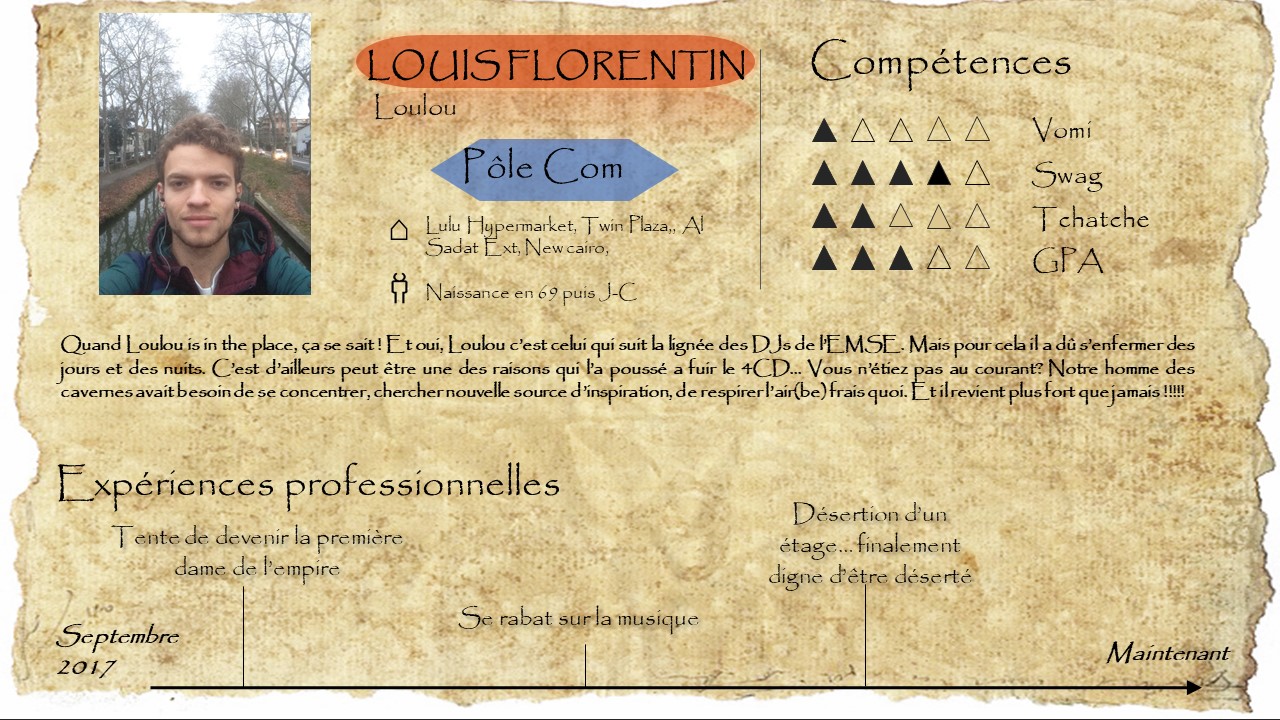 LOUIS FLORENTIN
Loulou
Pôle Com
Lulu Hypermarket, Twin Plaza,, Al
Sadat Ext, New cairo,
Naissance en 69 puis J-C
Compétences
Vomi
Swag
Tchatche
GPA
Quand Loulou is in the place, ça se sait ! Et oui, Loulou c'est celui qui suit la lignée des DJs de l'EMSE. Mais pour cela il a dû s'enfermer des
jours et des nuits. C'est d'ailleurs peut être une des raisons qui l'a poussé a fuir le 4CD... Vous n'étiez pas au courant? Notre homme des
cavernes avait besoin de se concentrer, chercher nouvelle source d'inspiration, de respirer l'air(be) frais quoi. Et il revient plus fort que jamais !!!!!
Expériences professionnelles
Tente de devenir la première
dame de l'empire
Se rabat sur la musique
Désertion d'un
étage... finalement
digne d'être déserté
Septembre
2017
Maintenant